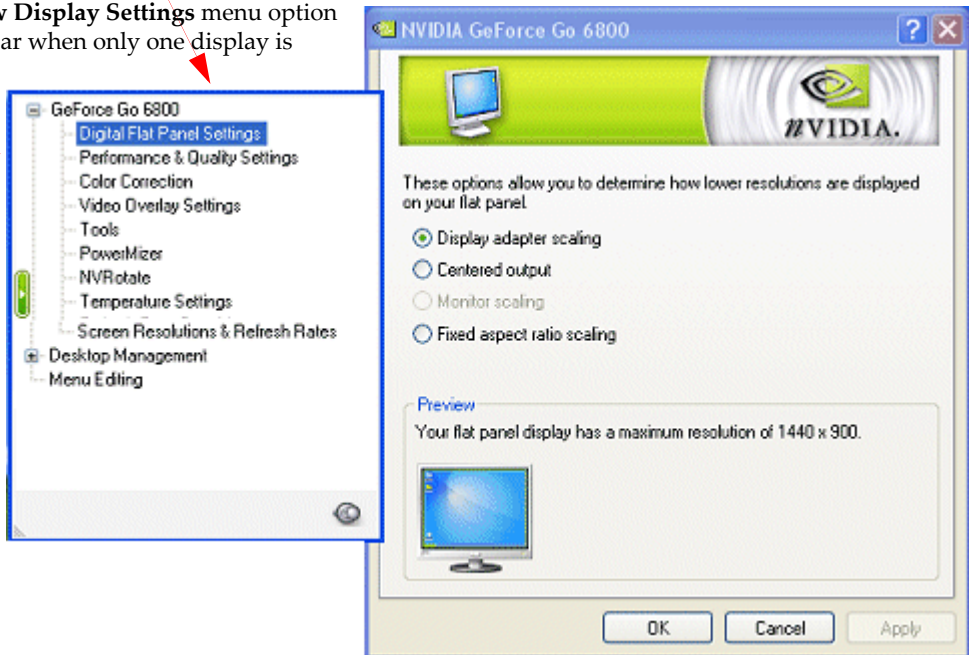 Display Settings menu option
ar when only one display is
GeForce Go 6800
Digital Flat Panel Settings
Performance & Quality Settings
Color Correction
Video Overlay Settings
Tools
PowerMizer
NVRotate
Temperature Settings
Screen Resolutions & Refresh Rates
Desktop Management
Menu Editing
NVIDIA GeForce Go 6800
NVIDIA.
These options allow you to determine how lower resolutions are displayed
on your flat panel.
Display adapter scaling
Centered output
Monitor scaling
Fixed aspect ratio scaling
Preview
Your flat panel display has a maximum resolution of 1440 x 900.
OK
Cancel
Apply